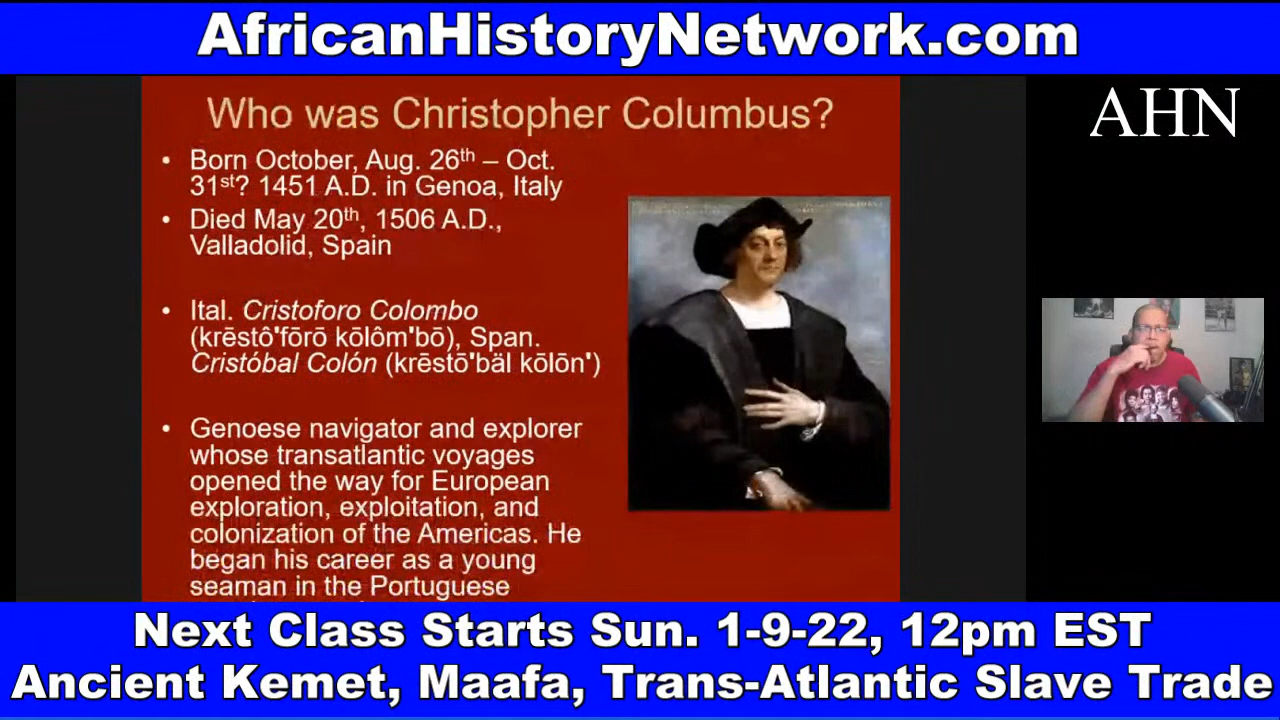 AfricanHistoryNetwork.com
AHN
Who was Christopher Columbus?
• Born October, Aug. 26th – Oct.
31st? 1451 A.D. in Genoa, Italy
• Died May 20th, 1506 A.D.,
Valladolid, Spain
• Ital. Cristoforo Colombo
(krēstô'fōrō kōlôm'bō), Span.
Cristóbal Colón (krēstō'bäl kōlōn')
• Genoese navigator and explorer
whose transatlantic voyages
opened the way for European
exploration, exploitation, and
colonization of the Americas. He
began his career as a young
seaman in the Portuguese
Next Class Starts Sun. 1-9-22, 12pm EST
Ancient Kemet, Maafa, Trans-Atlantic Slave Trade